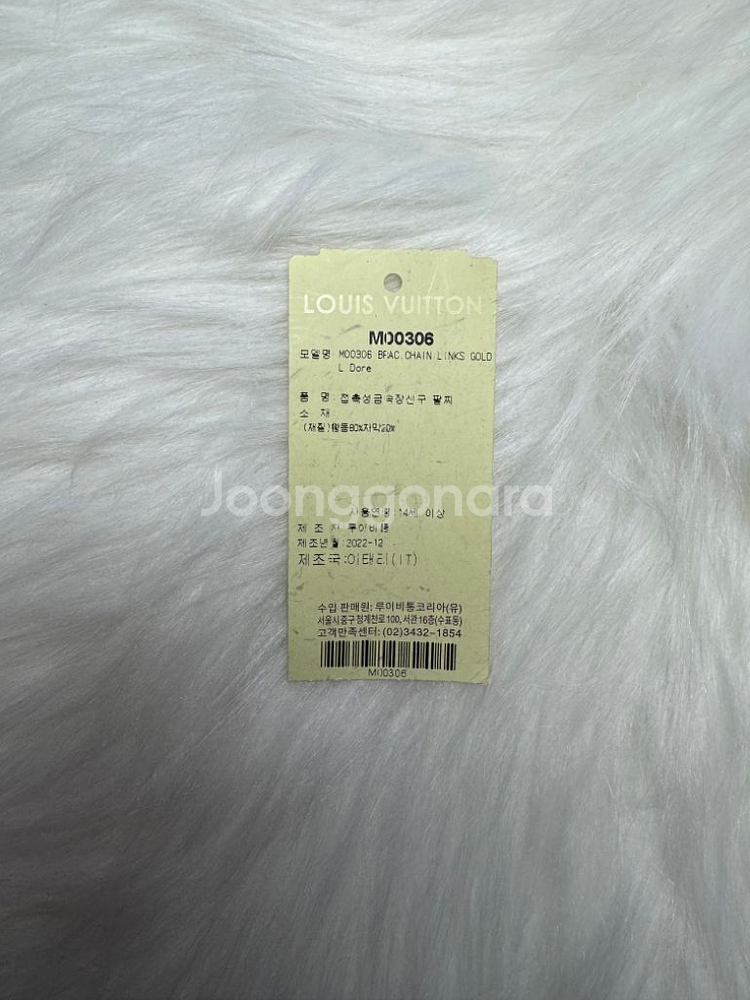 LOUIS VUITTON
M00306
모델명 M00306 BRAC.CHAIN LINKS GOLD
L Dore
품 명: 접촉성금속장신구 팔찌
소 재
(재질)황동80%자막20%
Joonggonara
사용연령:14세 이상
제 조 자 루이비통
제조년월:2022-12
제조국:이태리(IT)
수입 판매원: 루이비통코리아(유)
서울시중구청계천로100, 서관16층(수표동)
고객만족센터: (02)3432-1854
M00306